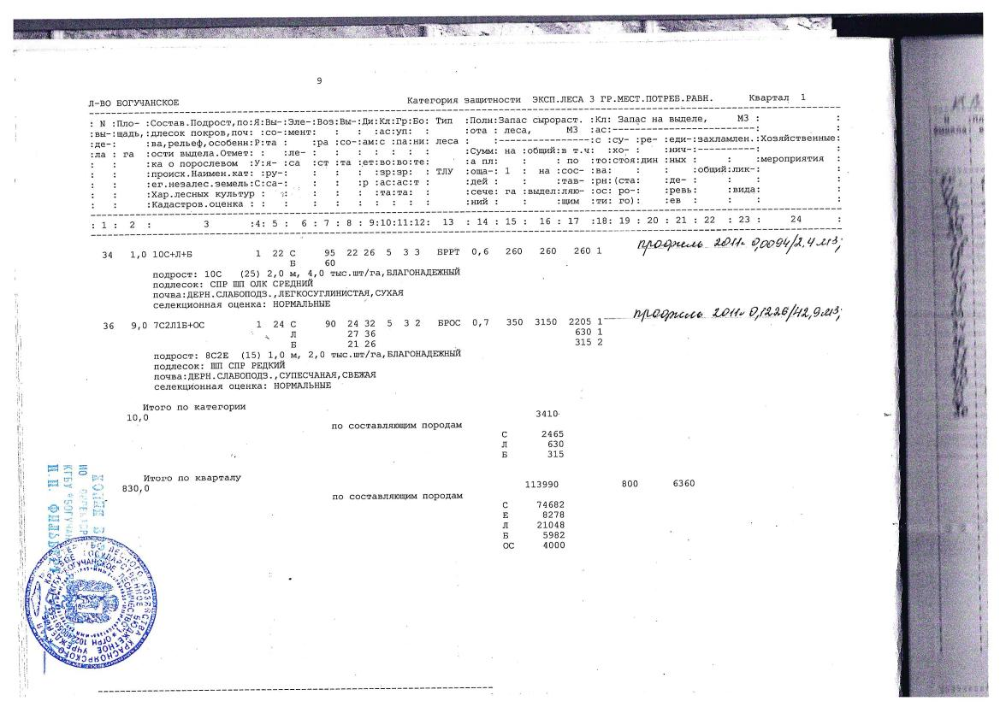 9
Л-ВО БОГУЧАНСКОЕ Категория защитности ЭКСП.ЛЕСА 3 ГР.МЕСТ.ПОТРЕБ.РАВН. Квартал 1
: N :Пло- :Состав.Подрост,по:Я:Вы-:Эле-:Воз:Вы-:Ди:Кл:Гр:Бо: Тип :Полн:Запас сырораст. :Кл: Запас на выделе, М3 : :
:вы-:щадь,:длесок покров,поч: :со-:мент: : : :ас:уп: : :ота : леса, М3 :ас:-----------------------------: :
:де-: :ва,рельеф,особенн:Р:та : :ра :со-:ам:с :па:ни: леса : :-----------------:с :су- : ре- :еди-:захламлен.:Хозяйственные:
:ла : га :ости выдела.Отмет: : :ле- : : : : : : : :Сумм: на :общий:в т.ч: :хо- : :нич-:---------: :
: : :ка о порослевом :У:я- :са :ст :та :ет:во:во:те: :а пл: : : по :то:стоя:дин :ных : : :мероприятия :
: : :происх.Наимен.кат: :ру-: : : : :зр:зр: : ТЛУ :оща-: 1 : на :сос- :ва: : : :общий:лик-: :
: : :ег.незалес.земель:С:са-: : : :р :ас:ас:т : :дей : : :тав- :рн:(ста: :де- : : : :
: : :Хар.лесных культур : : : : : : :та:та: : :сече: га :выдел:ляю-:ос: ро-: :ревь: :вида: :
: : :Кадастров.оценка : : : : : : : : : : : :ний : : :щим :ти: го): :ев : : : :
: 1 : 2 : 3 :4: 5 : 6 : 7 : 8 : 9:10:11:12: 13 : 14 : 15 : 16 : 17 :18: 19 : 20 : 21 : 22 : 23 : 24 :
34 1,0 10С+Л+Б 1 22 С 95 22 26 5 3 3 БРРТ 0,6 260 260 260 1 профиль 2011г 0,0094/2,4 м3;
Б 60
подрост: 10С (25) 2,0 м, 4,0 тыс.шт/га,БЛАГОНАДЕЖНЫЙ
подлесок: СПР ШП ОЛК СРЕДНИЙ
почва:ДЕРН.СЛАБОПОДЗ.,ЛЕГКОСУГЛИНИСТАЯ,СУХАЯ
селекционная оценка: НОРМАЛЬНЫЕ
36 9,0 7С2Л1Б+ОС 1 24 С 90 24 32 5 3 2 БРОС 0,7 350 3150 2205 1 профиль 2011г 0,1226/42,9 м3;
Л 27 36 630 1
Б 21 26 315 2
подрост: 8С2Е (15) 1,0 м, 2,0 тыс.шт/га,БЛАГОНАДЕЖНЫЙ
подлесок: ШП СПР РЕДКИЙ
почва:ДЕРН.СЛАБОПОДЗ.,СУПЕСЧАНАЯ,СВЕЖАЯ
селекционная оценка: НОРМАЛЬНЫЕ
Итого по категории
10,0 3410
по составляющим породам
С 2465
Л 630
Б 315
Итого по кварталу
830,0 113990 800 6360
по составляющим породам
С 74682
Е 8278
Л 21048
Б 5982
ОС 4000